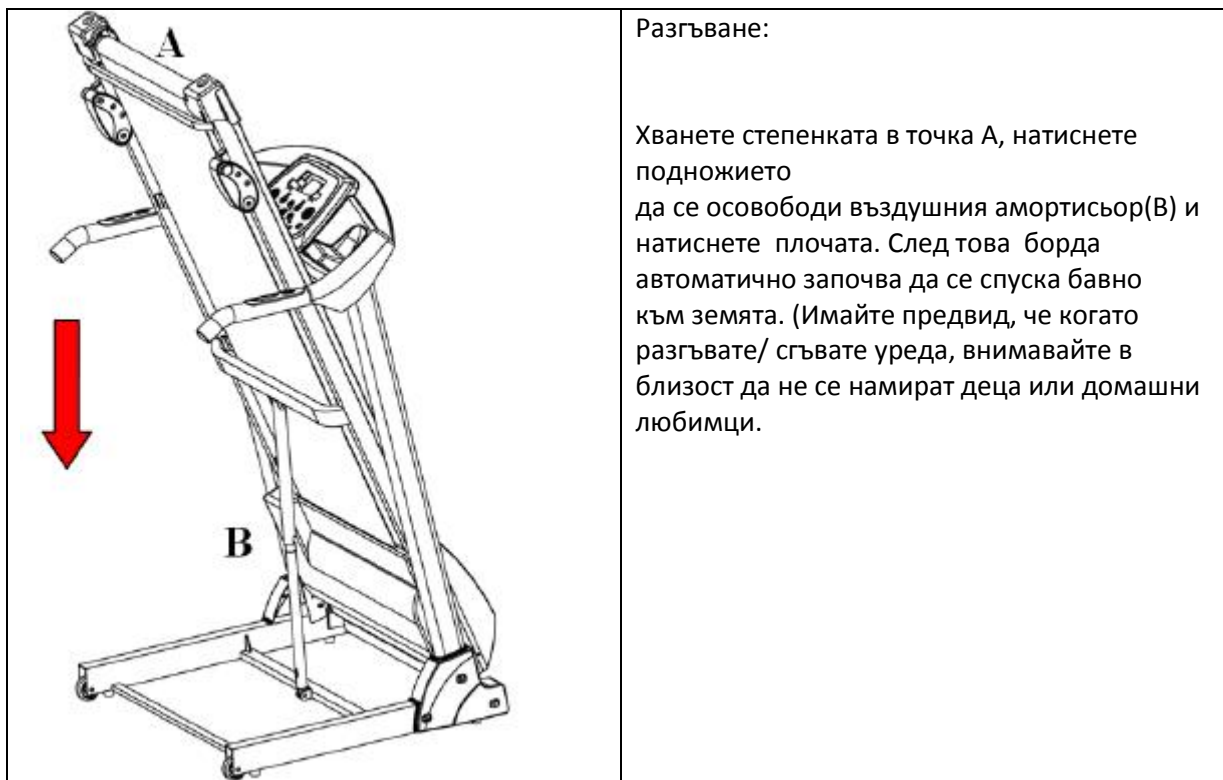 A
B
Разгъване:
Хванете степенката в точка А, натиснете
подножието
да се осовободи въздушния амортисьор(В) и
натиснете плочата. След това борда
автоматично започва да се спуска бавно
към земята. (Имайте предвид, че когато
разгъвате/ сгъвате уреда, внимавайте в
близост да не се намират деца или домашни
любимци.